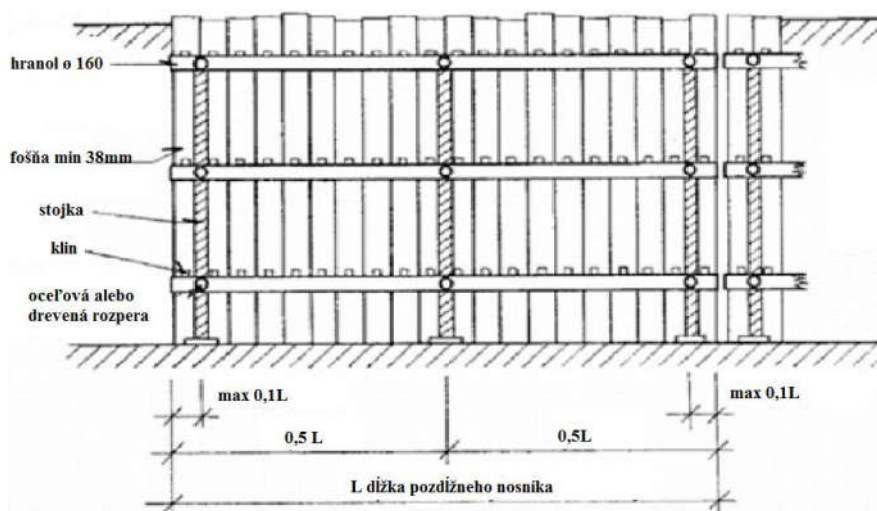 hranol o 160
fošňa min 38mm
stojka
klin
oceľová alebo
drevená rozpera
max 0,1L
max 0,1L
0,5 L
0,5L
L dĺžka pozdĺžneho nosníka